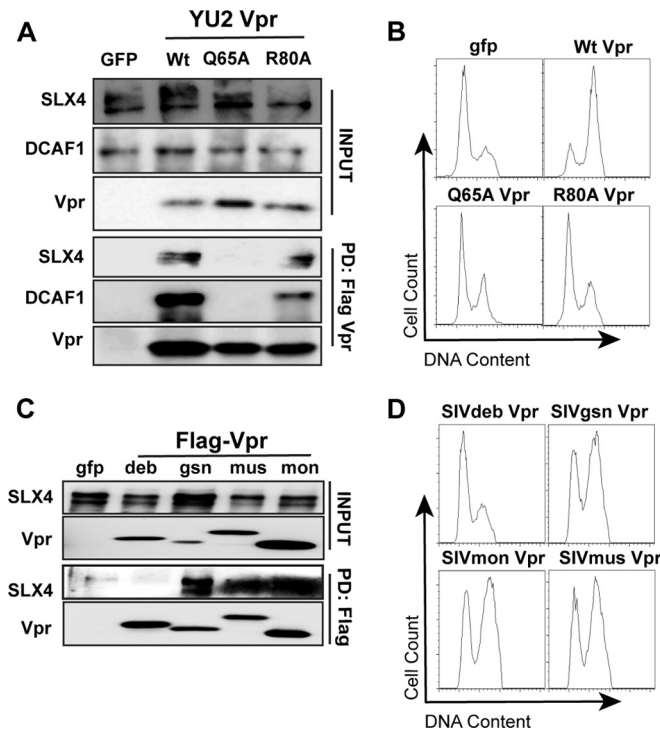 A
YU2 Vpr
GFP Wt Q65A R80A
SLX4
DCAF1
Vpr
INPUT
SLX4
DCAF1
Vpr
PD: Flag Vpr
B
gfp Wt Vpr
Q65A Vpr R80A Vpr
Cell Count
DNA Content
C
Flag-Vpr
gfp deb gsn mus mon
SLX4
Vpr
INPUT
SLX4
Vpr
PD: Flag
D
SIVdeb Vpr SIVgsn Vpr
SIVmon Vpr SIVmus Vpr
Cell Count
DNA Content